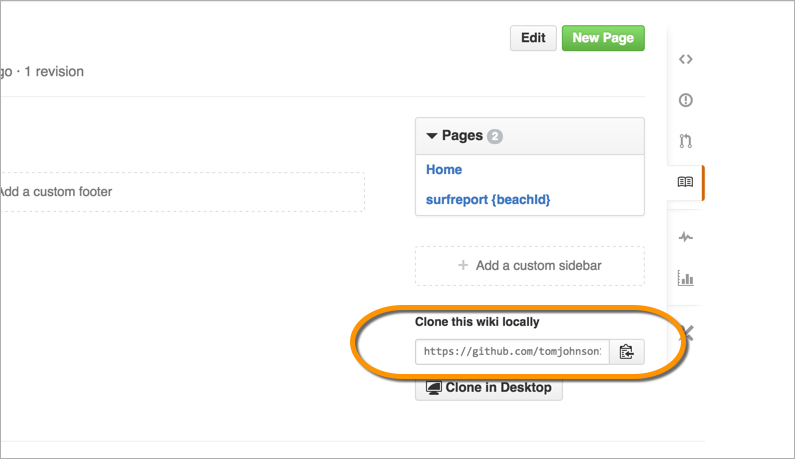 Edit New Page
go · 1 revision
Pages 2
Home
surfreport {beachId}
Add a custom footer
+ Add a custom sidebar
Clone this wiki locally
https://github.com/tomjohnson
Clone in Desktop